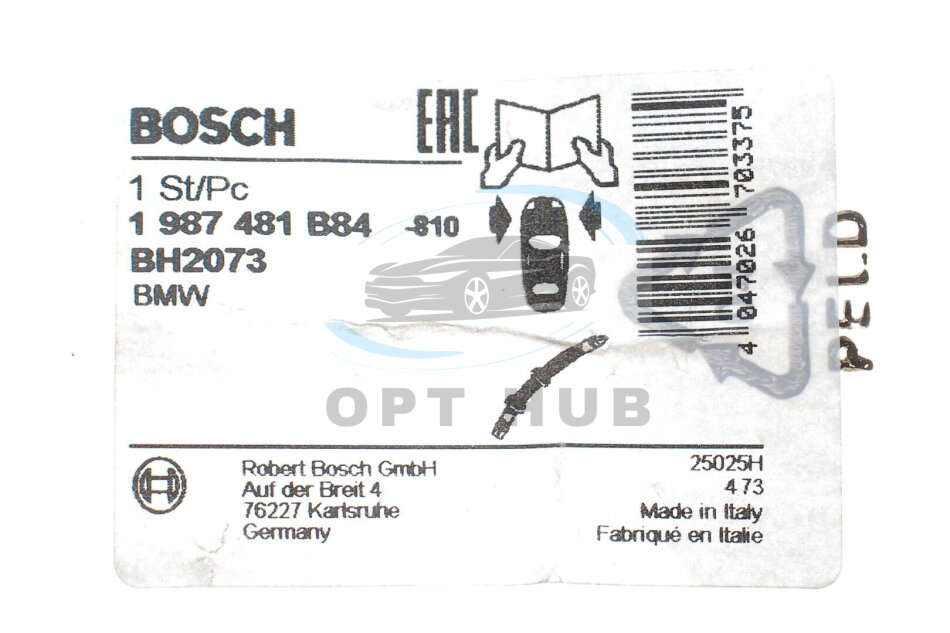 BOSCH
EAC
1 St/Pc
1 987 481 B84 -810
BH2073
BMW
4 047026 703375
PELD
OPT HUB
Robert Bosch GmbH
Auf der Breit 4
76227 Karlsruhe
Germany
25025H
473
Made in Italy
Fabriqué en Italie